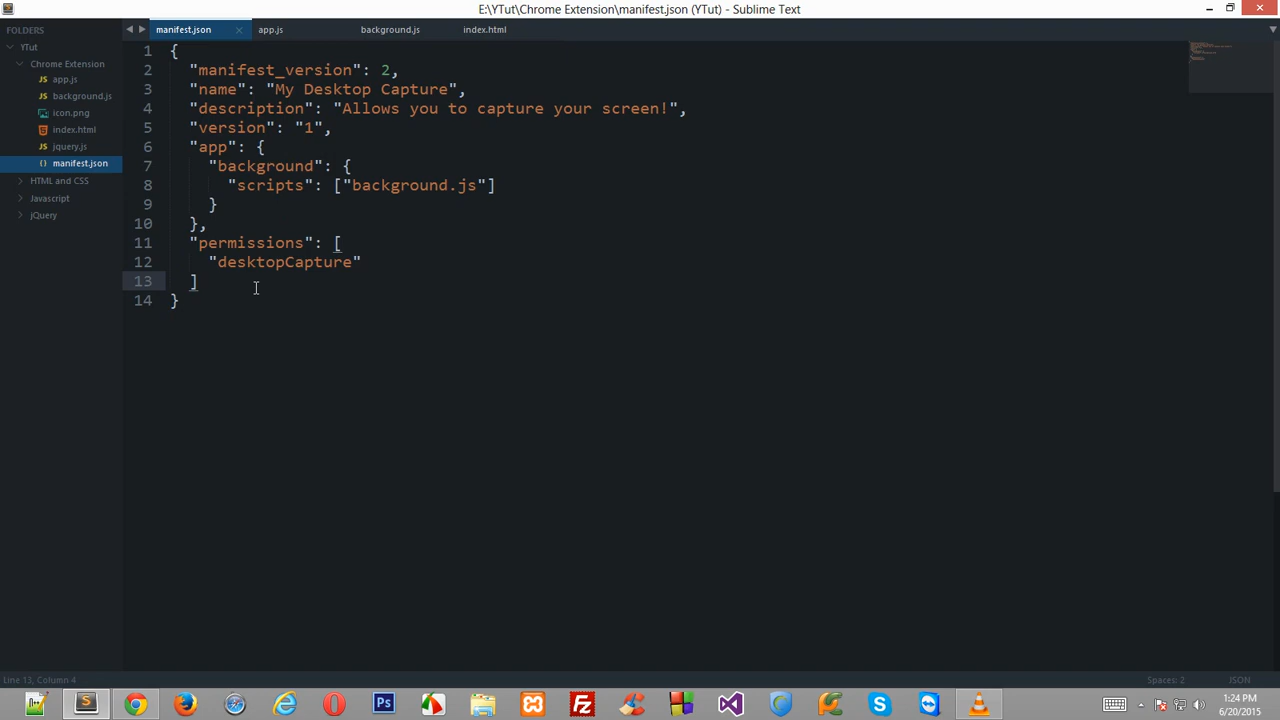 E:\YTut\Chrome Extension\manifest.json (YTut) - Sublime Text
FOLDERS
YTut
Chrome Extension
JS app.js
JS background.js
icon.png
index.html
JS jquery.js
{} manifest.json
HTML and CSS
Javascript
jQuery
manifest.json × app.js background.js index.html
1 {
2 "manifest_version": 2,
3 "name": "My Desktop Capture",
4 "description": "Allows you to capture your screen!",
5 "version": "1",
6 "app": {
7 "background": {
8 "scripts": ["background.js"]
9 }
10 },
11 "permissions": [
12 "desktopCapture"
13 ]
14 }
Line 13, Column 4 Spaces: 2 JSON
1:24 PM
6/20/2015